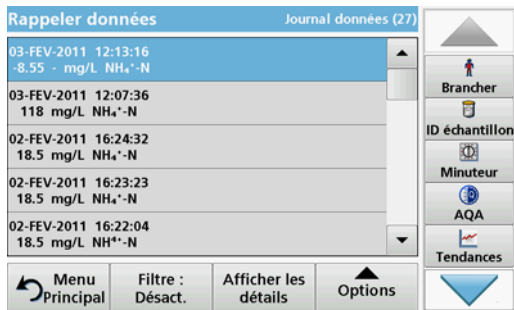 Rappeler données
Journal données (27)
03-FEV-2011 12:13:16
-8.55 - mg/L NH₄⁺-N
03-FEV-2011 12:07:36
118 mg/L NH₄⁺-N
02-FEV-2011 16:24:32
18.5 mg/L NH₄⁺-N
02-FEV-2011 16:23:23
18.5 mg/L NH₄⁺-N
02-FEV-2011 16:22:04
18.5 mg/L NH⁴⁺-N
Brancher
ID échantillon
Minuteur
AQA
Tendances
Menu
Principal
Filtre :
Désact.
Afficher les
détails
Options